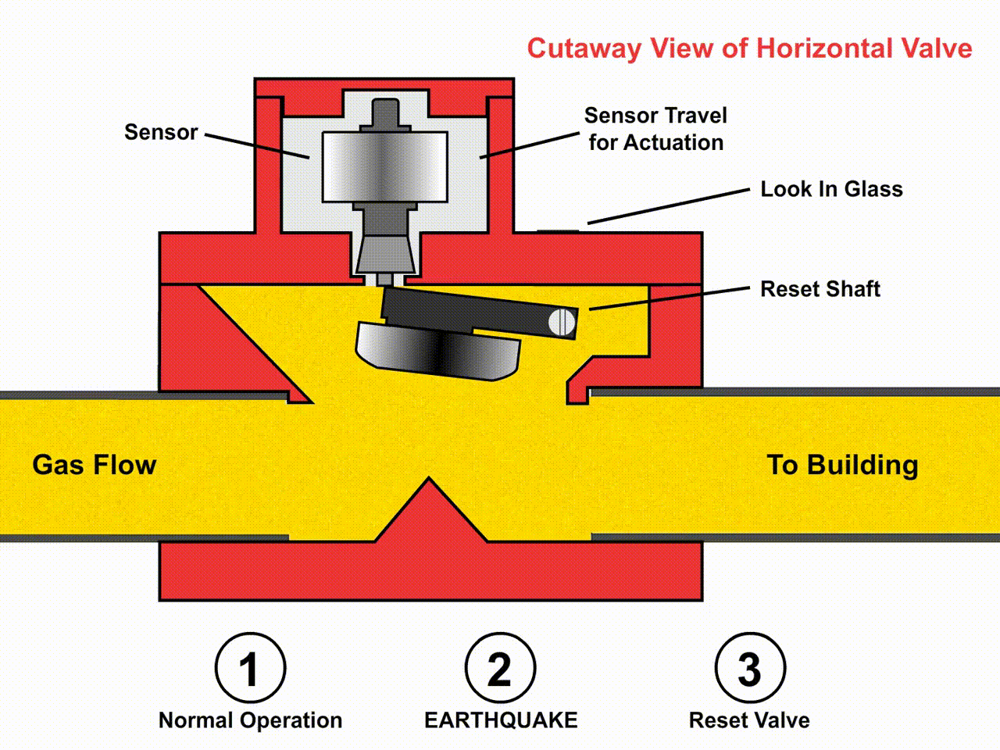 Cutaway View of Horizontal Valve
Sensor
Sensor Travel
for Actuation
Look In Glass
Reset Shaft
Gas Flow
To Building
1
Normal Operation
2
EARTHQUAKE
3
Reset Valve